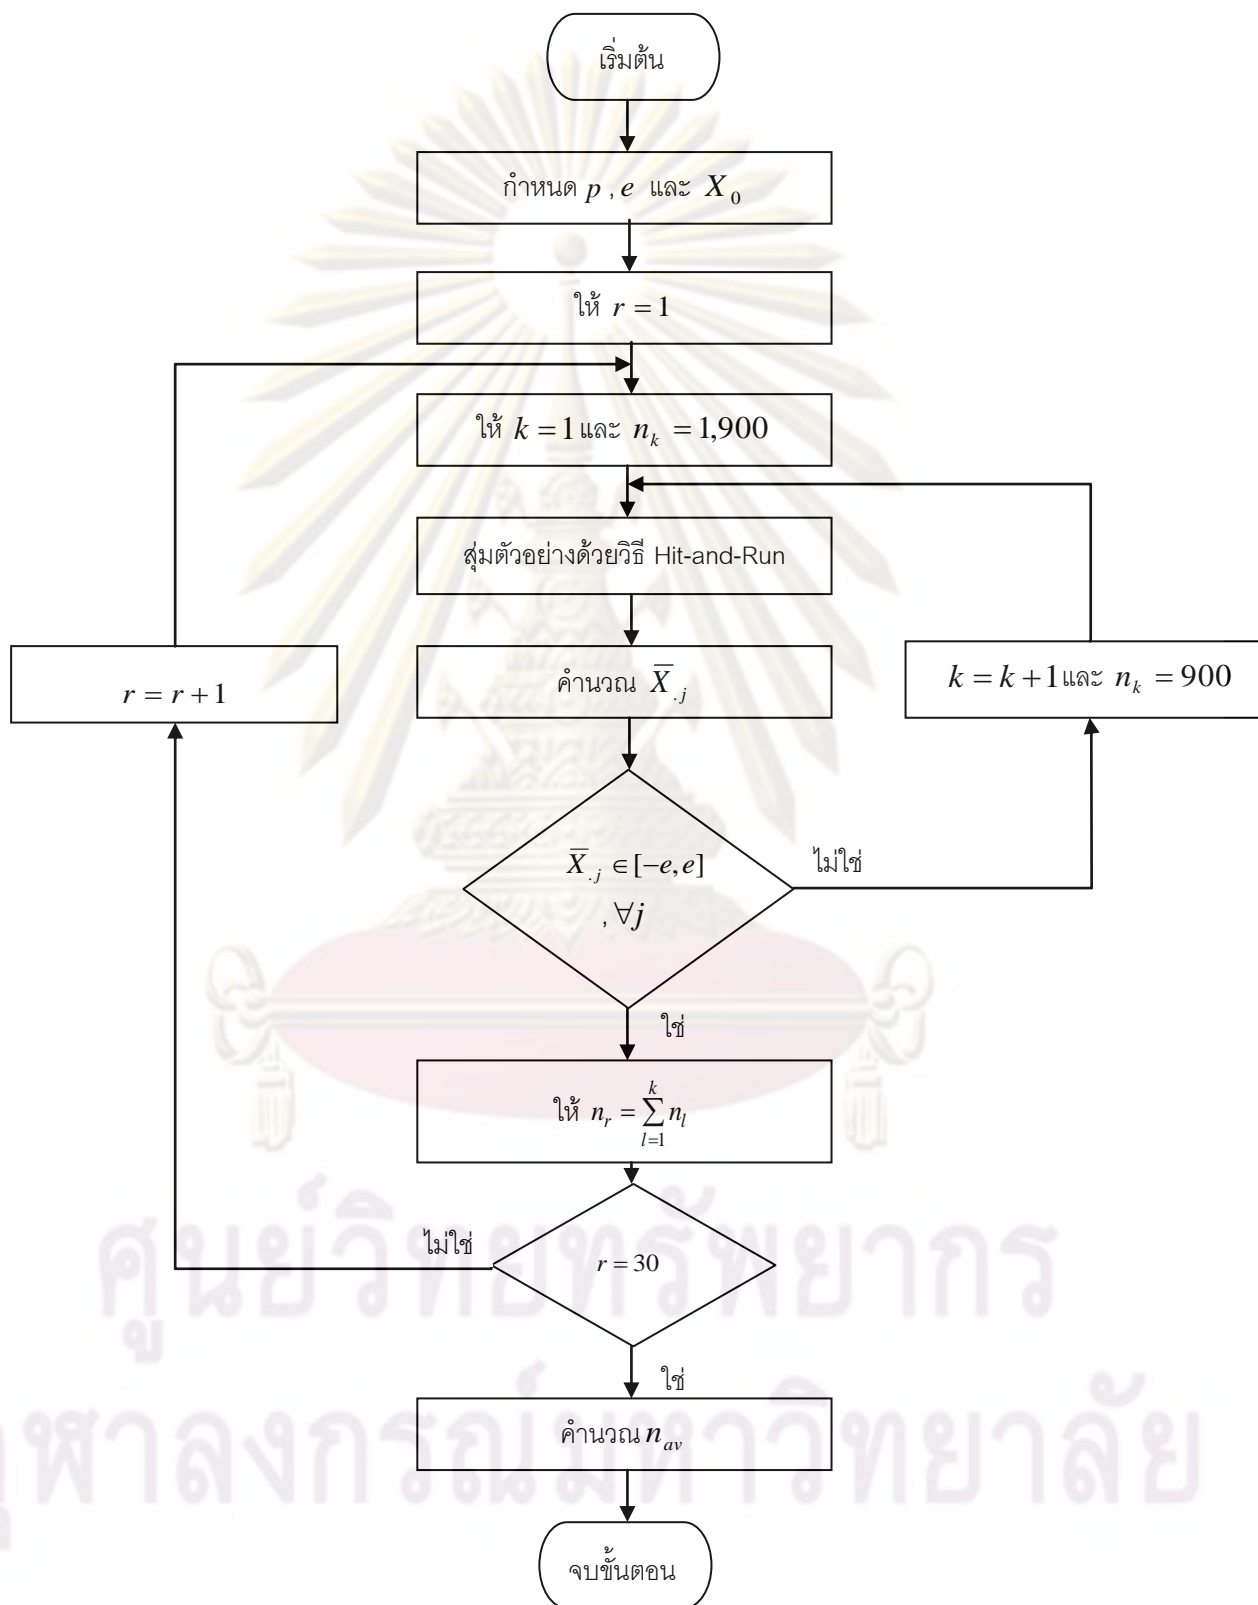 เริ่มต้น
กำหนด p , e และ X₀
ให้ r = 1
ให้ k = 1 และ nₖ = 1,900
สุ่มตัวอย่างด้วยวิธี Hit-and-Run
r = r + 1
คำนวณ X̄.ⱼ
k = k + 1 และ nₖ = 900
X̄.ⱼ ∈ [−e, e]
, ∀j
ไม่ใช่
ใช่
ให้ nᵣ = ∑_{l=1}^{k} n_l
ไม่ใช่
r = 30
ใช่
คำนวณ n_{av}
จบขั้นตอน
ศูนย์วิทยทรัพยากร
จุฬาลงกรณ์มหาวิทยาลัย